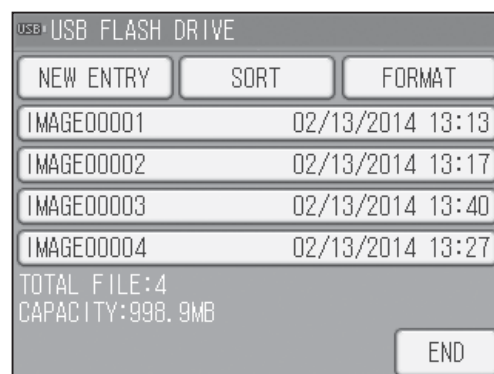 USB USB FLASH DRIVE
NEW ENTRY SORT FORMAT
IMAGE00001 02/13/2014 13:13
IMAGE00002 02/13/2014 13:17
IMAGE00003 02/13/2014 13:40
IMAGE00004 02/13/2014 13:27
TOTAL FILE:4
CAPACITY:998.9MB
END